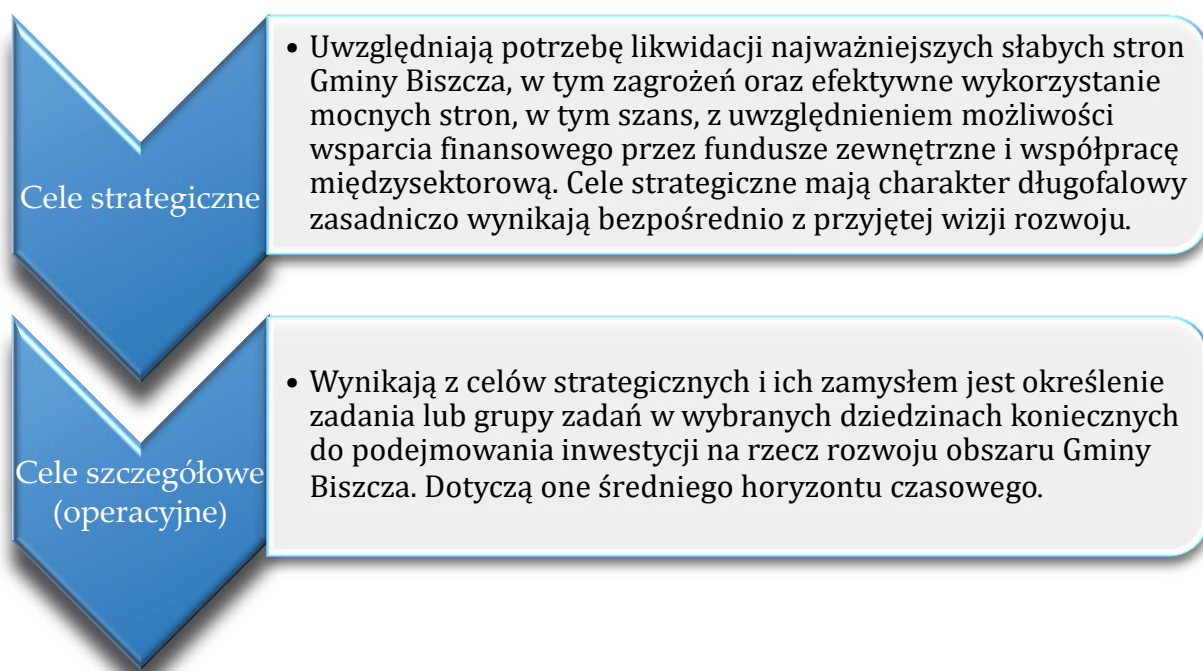 Cele strategiczne
• Uwzględniają potrzebę likwidacji najważniejszych słabych stron
Gminy Biszcza, w tym zagrożeń oraz efektywne wykorzystanie
mocnych stron, w tym szans, z uwzględnieniem możliwości
wsparcia finansowego przez fundusze zewnętrzne i współpracę
międzysektorową. Cele strategiczne mają charakter długofalowy
zasadniczo wynikają bezpośrednio z przyjętej wizji rozwoju.
Cele szczegółowe
(operacyjne)
• Wynikają z celów strategicznych i ich zamysłem jest określenie
zadania lub grupy zadań w wybranych dziedzinach koniecznych
do podejmowania inwestycji na rzecz rozwoju obszaru Gminy
Biszcza. Dotyczą one średniego horyzontu czasowego.